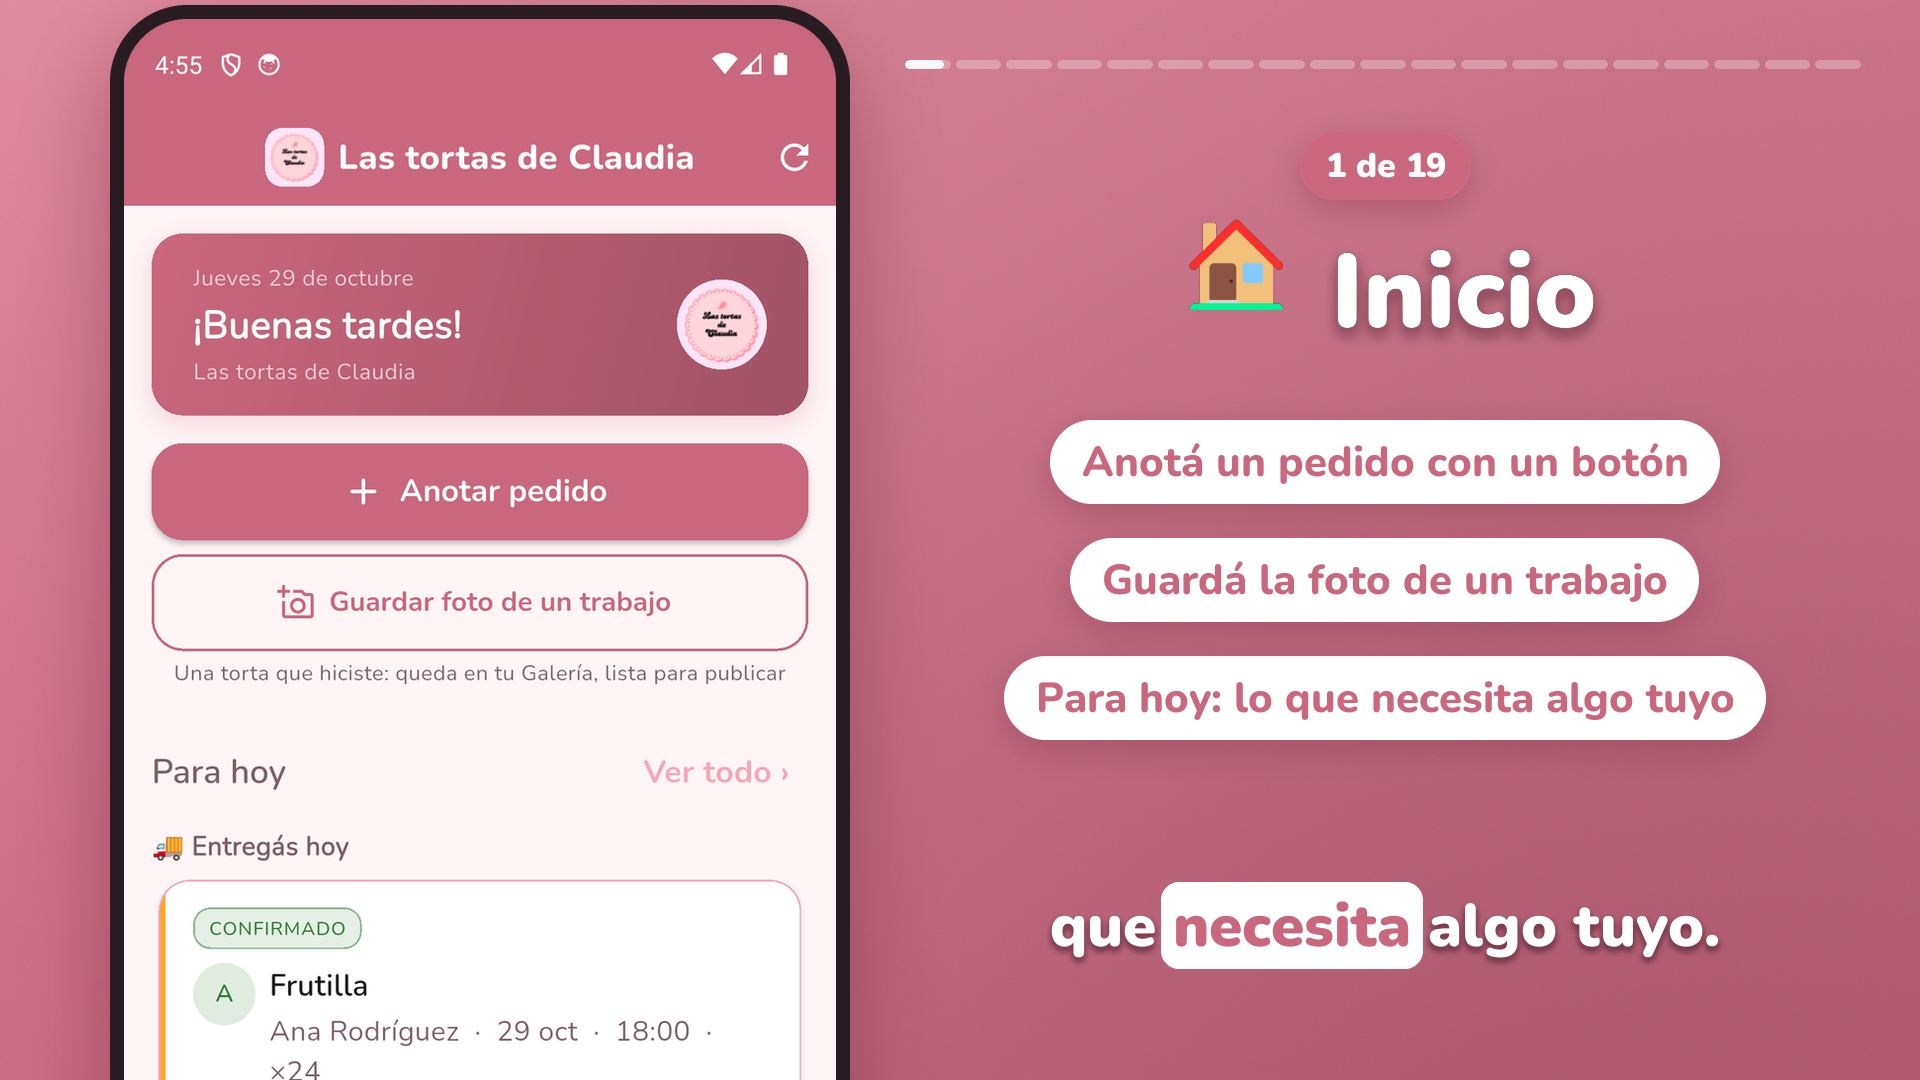 4:55
Las tortas de Claudia
Jueves 29 de octubre
¡Buenas tardes!
Las tortas de Claudia
Las tortas
de
Claudia
Anotar pedido
Guardar foto de un trabajo
Una torta que hiciste: queda en tu Galería, lista para publicar
Para hoy
Ver todo ›
Entregás hoy
CONFIRMADO
A
Frutilla
Ana Rodríguez · 29 oct · 18:00 ·
×24
1 de 19
Inicio
Anotá un pedido con un botón
Guardá la foto de un trabajo
Para hoy: lo que necesita algo tuyo
que necesita algo tuyo.